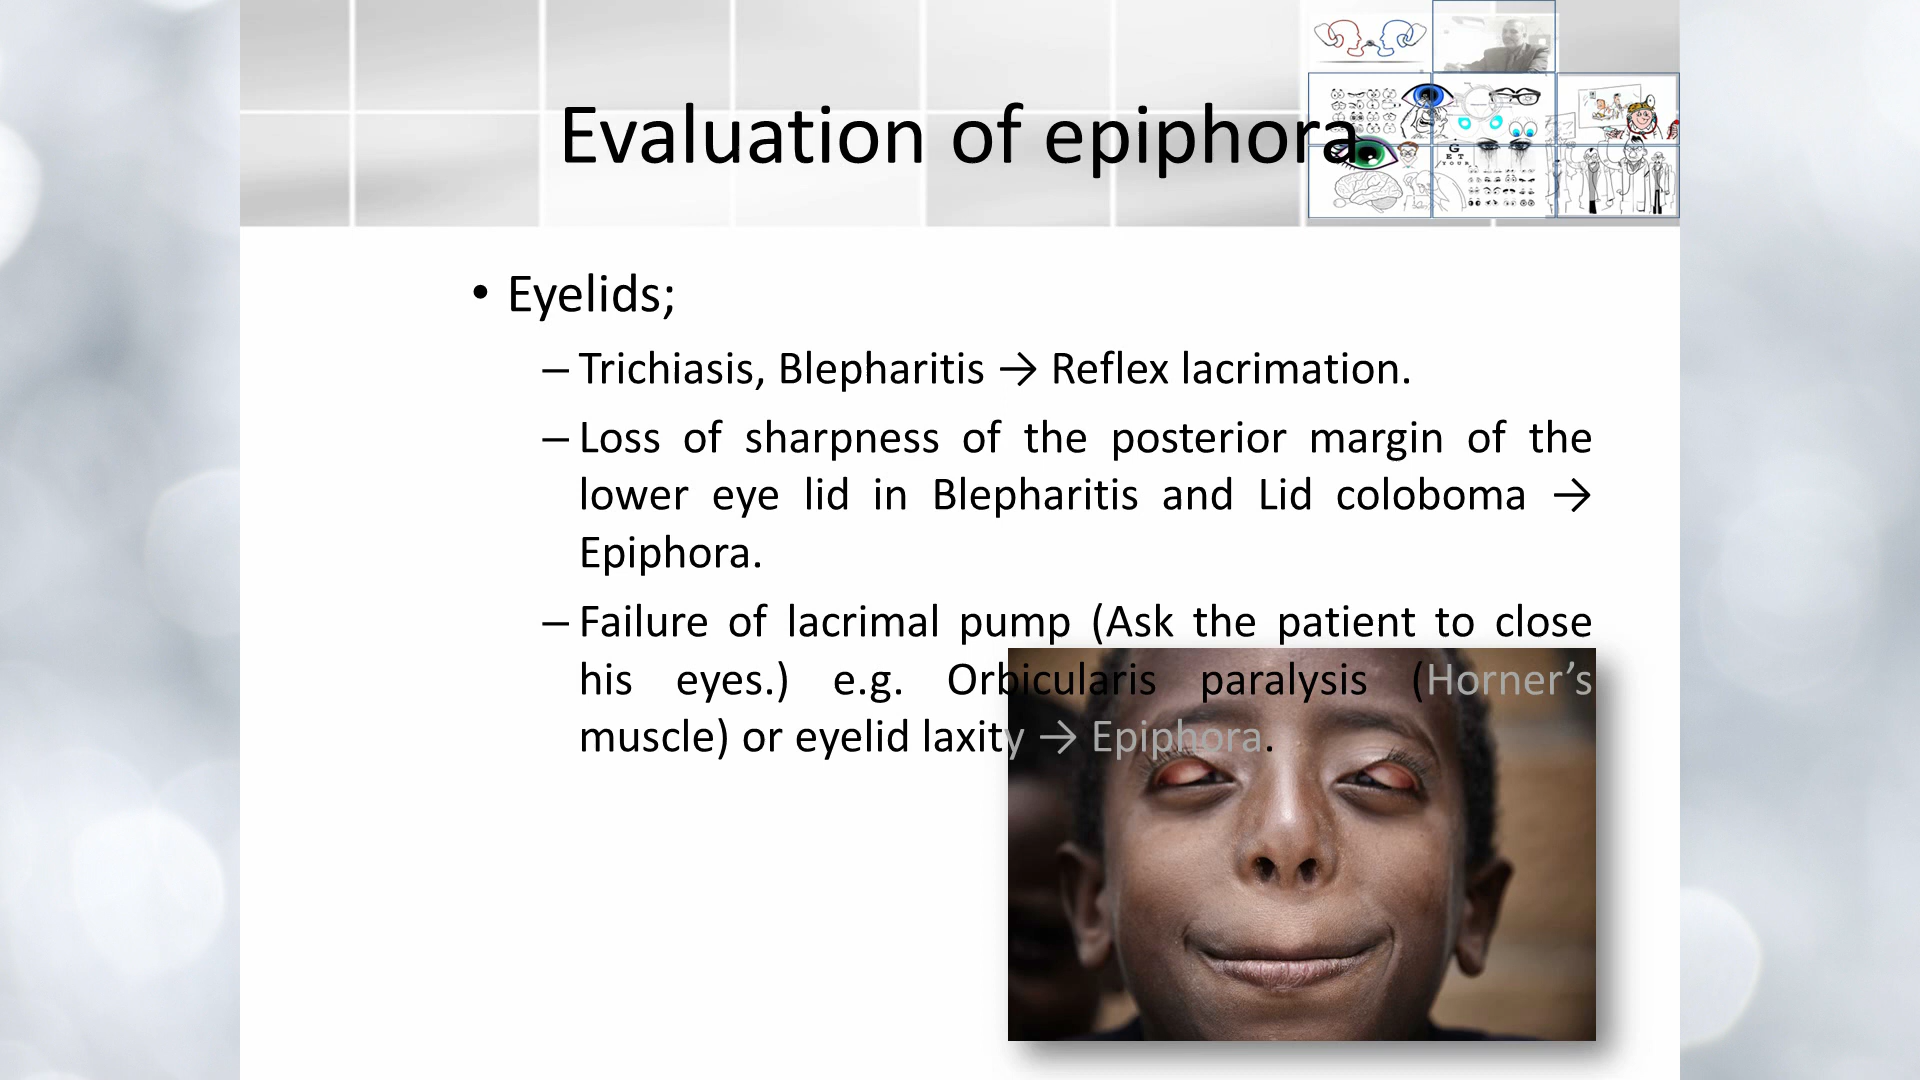 Evaluation of epiphora
• Eyelids;
– Trichiasis, Blepharitis → Reflex lacrimation.
– Loss of sharpness of the posterior margin of the
lower eye lid in Blepharitis and Lid coloboma →
Epiphora.
– Failure of lacrimal pump (Ask the patient to close
his eyes.) e.g. Orbicularis paralysis (Horner’s
muscle) or eyelid laxity → Epiphora.
G
E T
Y O U R